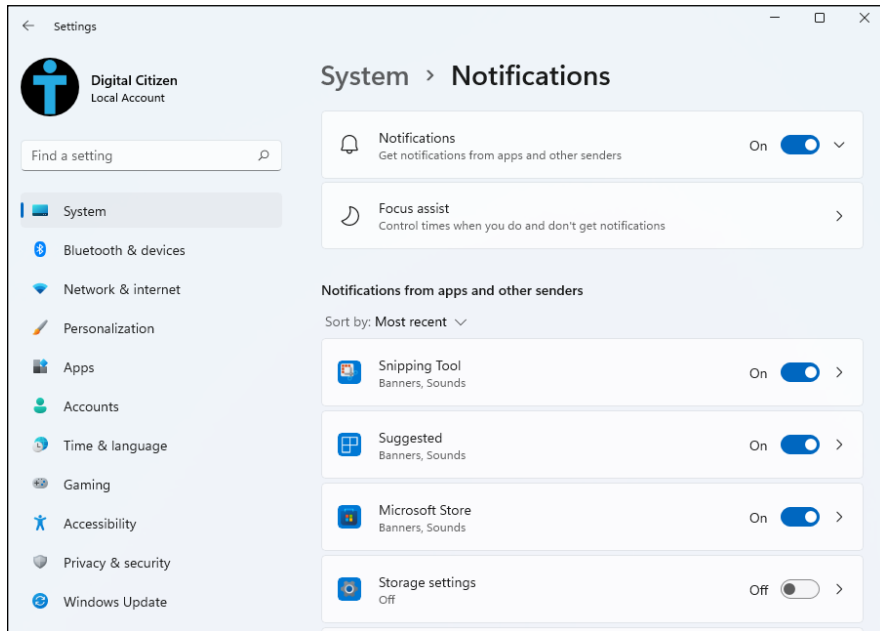 Settings
Digital Citizen
Local Account
Find a setting
System
Bluetooth & devices
Network & internet
Personalization
Apps
Accounts
Time & language
Gaming
Accessibility
Privacy & security
Windows Update
System > Notifications
Notifications
Get notifications from apps and other senders
On
Focus assist
Control times when you do and don't get notifications
Notifications from apps and other senders
Sort by: Most recent
Snipping Tool
Banners, Sounds
On
Suggested
Banners, Sounds
On
Microsoft Store
Banners, Sounds
On
Storage settings
Off
Off